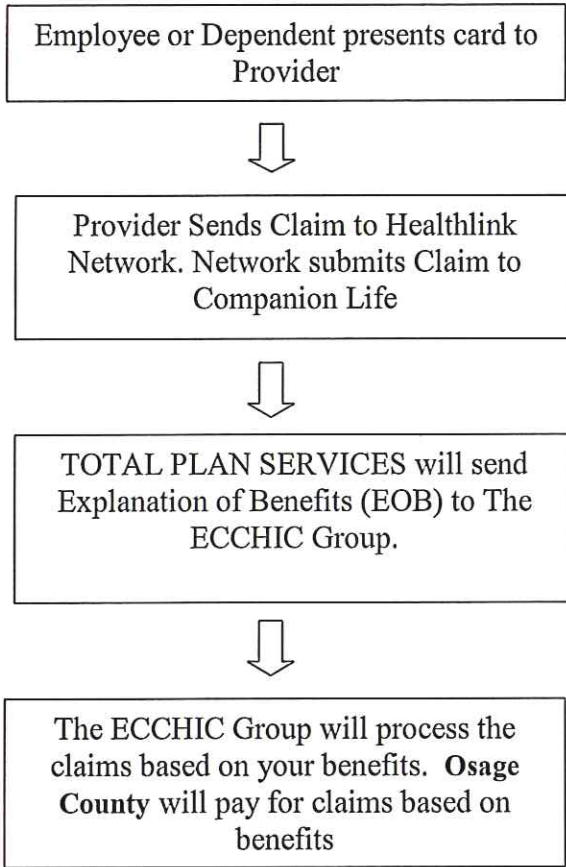 Employee or Dependent presents card to
Provider
Provider Sends Claim to Healthlink
Network. Network submits Claim to
Companion Life
TOTAL PLAN SERVICES will send
Explanation of Benefits (EOB) to The
ECCHIC Group.
The ECCHIC Group will process the
claims based on your benefits. Osage
County will pay for claims based on
benefits